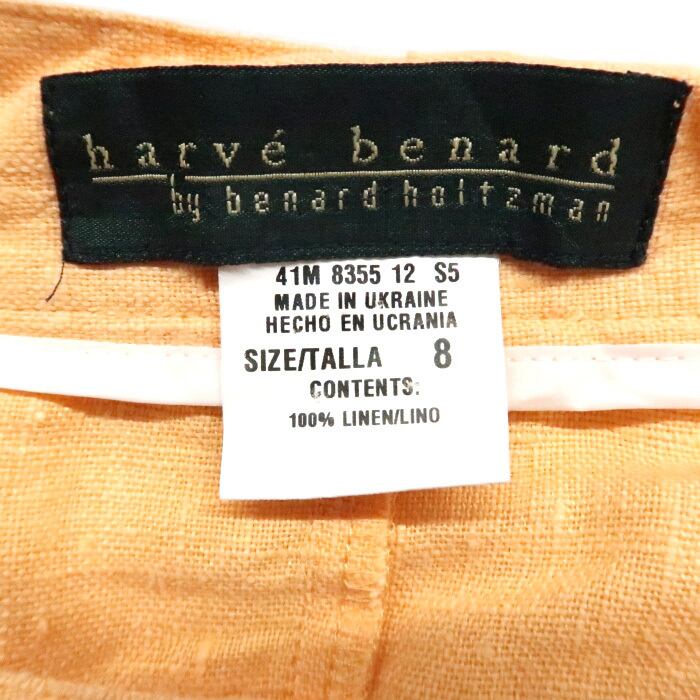 harvé benard
by benard holtzman
41M 8355 12 S5
MADE IN UKRAINE
HECHO EN UCRANIA
SIZE/TALLA 8
CONTENTS:
100% LINEN/LINO